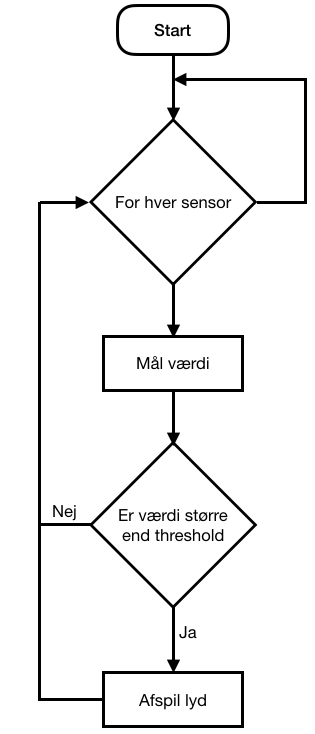 Start
For hver sensor
Mål værdi
Er værdi større
end threshold
Nej
Ja
Afspil lyd